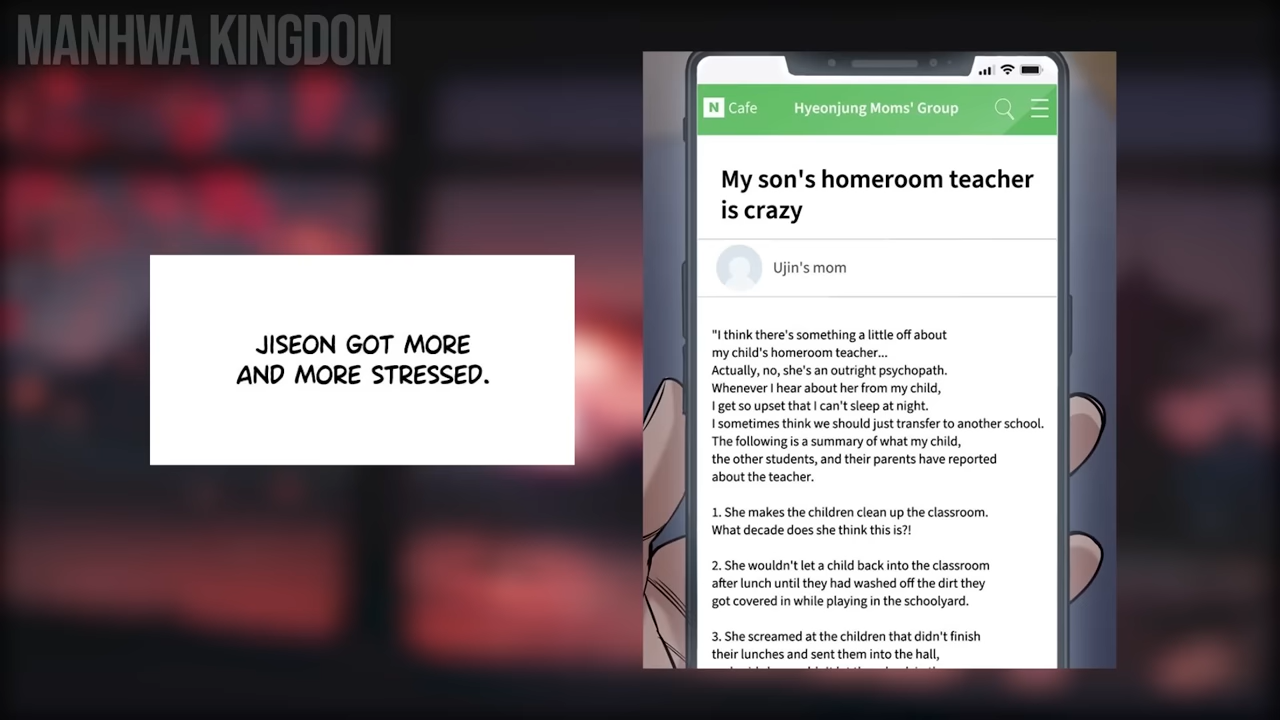 MANHWA KINGDOM
JISEON GOT MORE
AND MORE STRESSED.
N Cafe Hyeonjung Moms' Group
My son's homeroom teacher
is crazy
Ujin's mom
"I think there's something a little off about
my child's homeroom teacher...
Actually, no, she's an outright psychopath.
Whenever I hear about her from my child,
I get so upset that I can't sleep at night.
I sometimes think we should just transfer to another school.
The following is a summary of what my child,
the other students, and their parents have reported
about the teacher.
1. She makes the children clean up the classroom.
What decade does she think this is?!
2. She wouldn't let a child back into the classroom
after lunch until they had washed off the dirt they
got covered in while playing in the schoolyard.
3. She screamed at the children that didn't finish
their lunches and sent them into the hall,